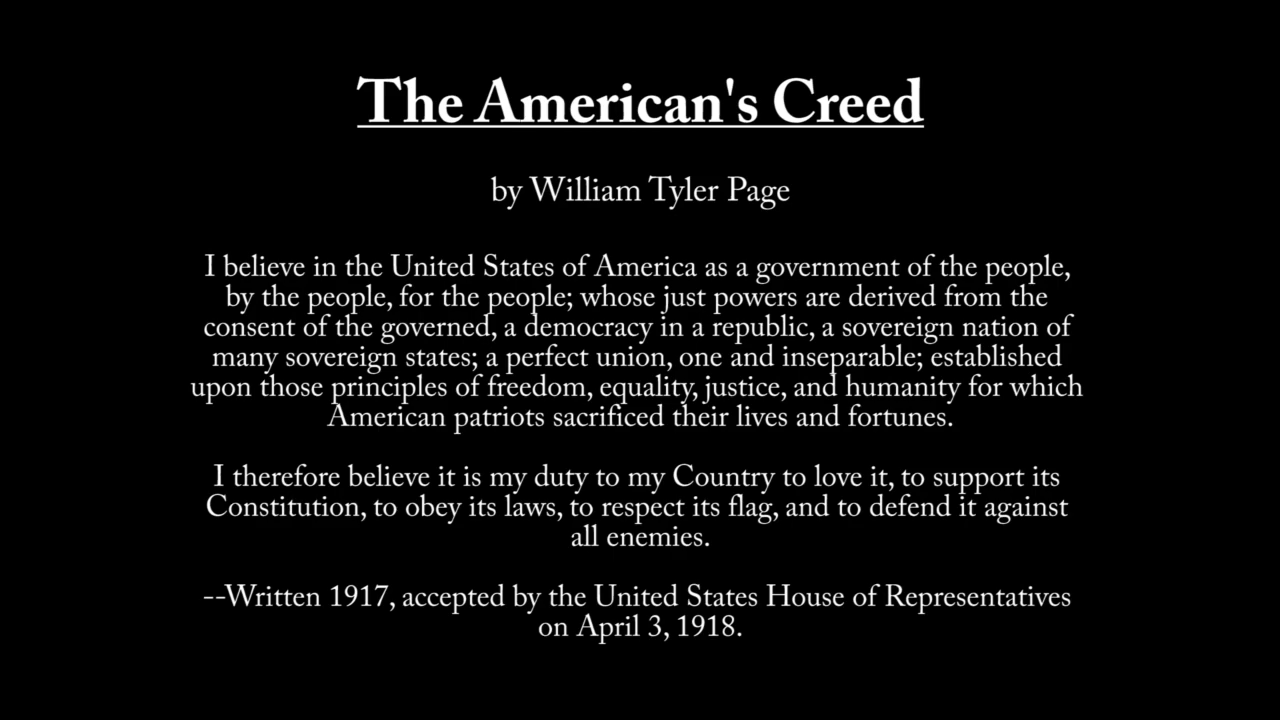 The American's Creed
by William Tyler Page
I believe in the United States of America as a government of the people,
by the people, for the people; whose just powers are derived from the
consent of the governed, a democracy in a republic, a sovereign nation of
many sovereign states; a perfect union, one and inseparable; established
upon those principles of freedom, equality, justice, and humanity for which
American patriots sacrificed their lives and fortunes.
I therefore believe it is my duty to my Country to love it, to support its
Constitution, to obey its laws, to respect its flag, and to defend it against
all enemies.
--Written 1917, accepted by the United States House of Representatives
on April 3, 1918.